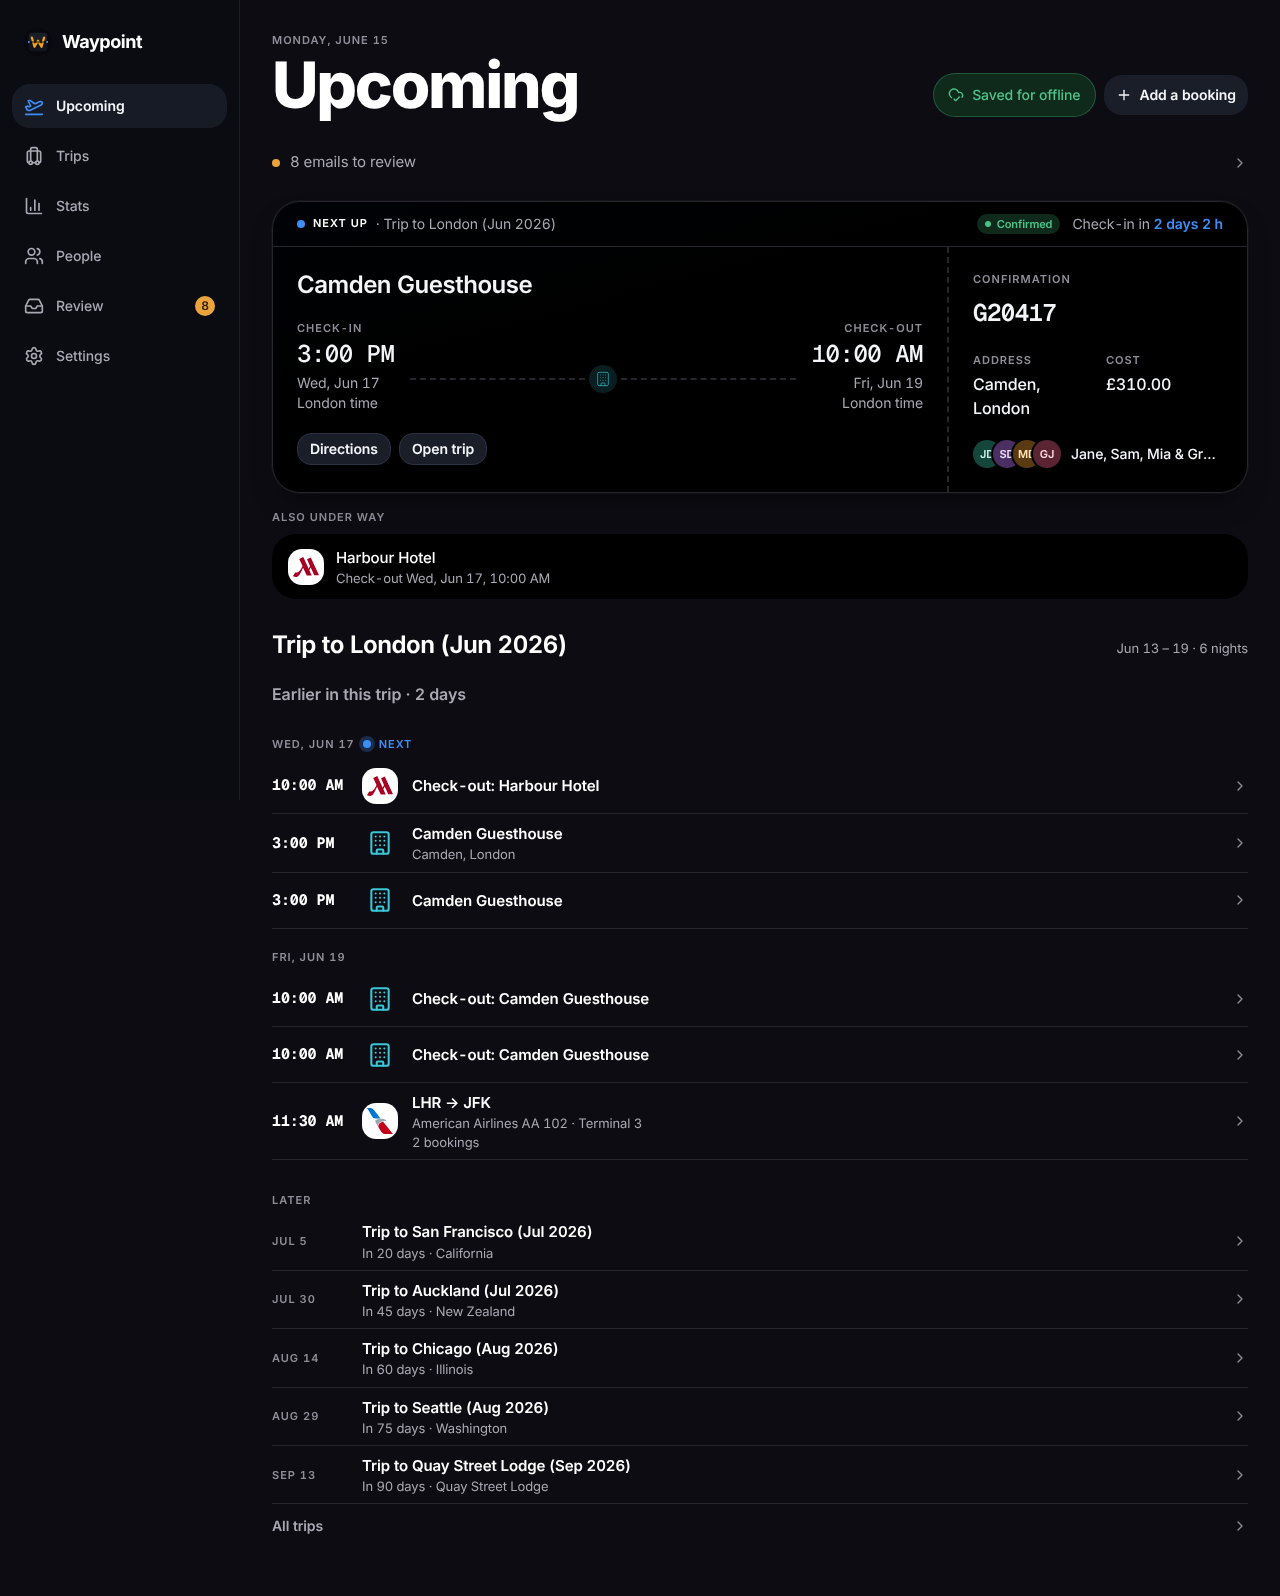 Waypoint
Upcoming
Trips
Stats
People
Review 8
Settings
MONDAY, JUNE 15
Upcoming
Saved for offline
Add a booking
8 emails to review
NEXT UP · Trip to London (Jun 2026)
Confirmed
Check-in in 2 days 2 h
Camden Guesthouse
CHECK-IN
3:00 PM
Wed, Jun 17
London time
CHECK-OUT
10:00 AM
Fri, Jun 19
London time
Directions
Open trip
CONFIRMATION
G20417
ADDRESS
Camden,
London
COST
£310.00
GJ
Jane, Sam, Mia & Gr...
ALSO UNDER WAY
Harbour Hotel
Check-out Wed, Jun 17, 10:00 AM
Trip to London (Jun 2026)
Jun 13 – 19 · 6 nights
Earlier in this trip · 2 days
WED, JUN 17 NEXT
10:00 AM Check-out: Harbour Hotel
3:00 PM Camden Guesthouse
Camden, London
3:00 PM Camden Guesthouse
FRI, JUN 19
10:00 AM Check-out: Camden Guesthouse
10:00 AM Check-out: Camden Guesthouse
11:30 AM LHR → JFK
American Airlines AA 102 · Terminal 3
2 bookings
LATER
JUL 5 Trip to San Francisco (Jul 2026)
In 20 days · California
JUL 30 Trip to Auckland (Jul 2026)
In 45 days · New Zealand
AUG 14 Trip to Chicago (Aug 2026)
In 60 days · Illinois
AUG 29 Trip to Seattle (Aug 2026)
In 75 days · Washington
SEP 13 Trip to Quay Street Lodge (Sep 2026)
In 90 days · Quay Street Lodge
All trips